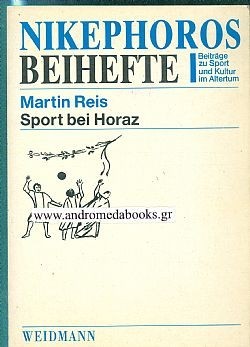 NIKEPHOROS
BEIHEFTE
Beiträge
zu Sport
und Kultur
im Altertum
Martin Reis
Sport bei Horaz
www.andromedabooks.gr
WEIDMANN